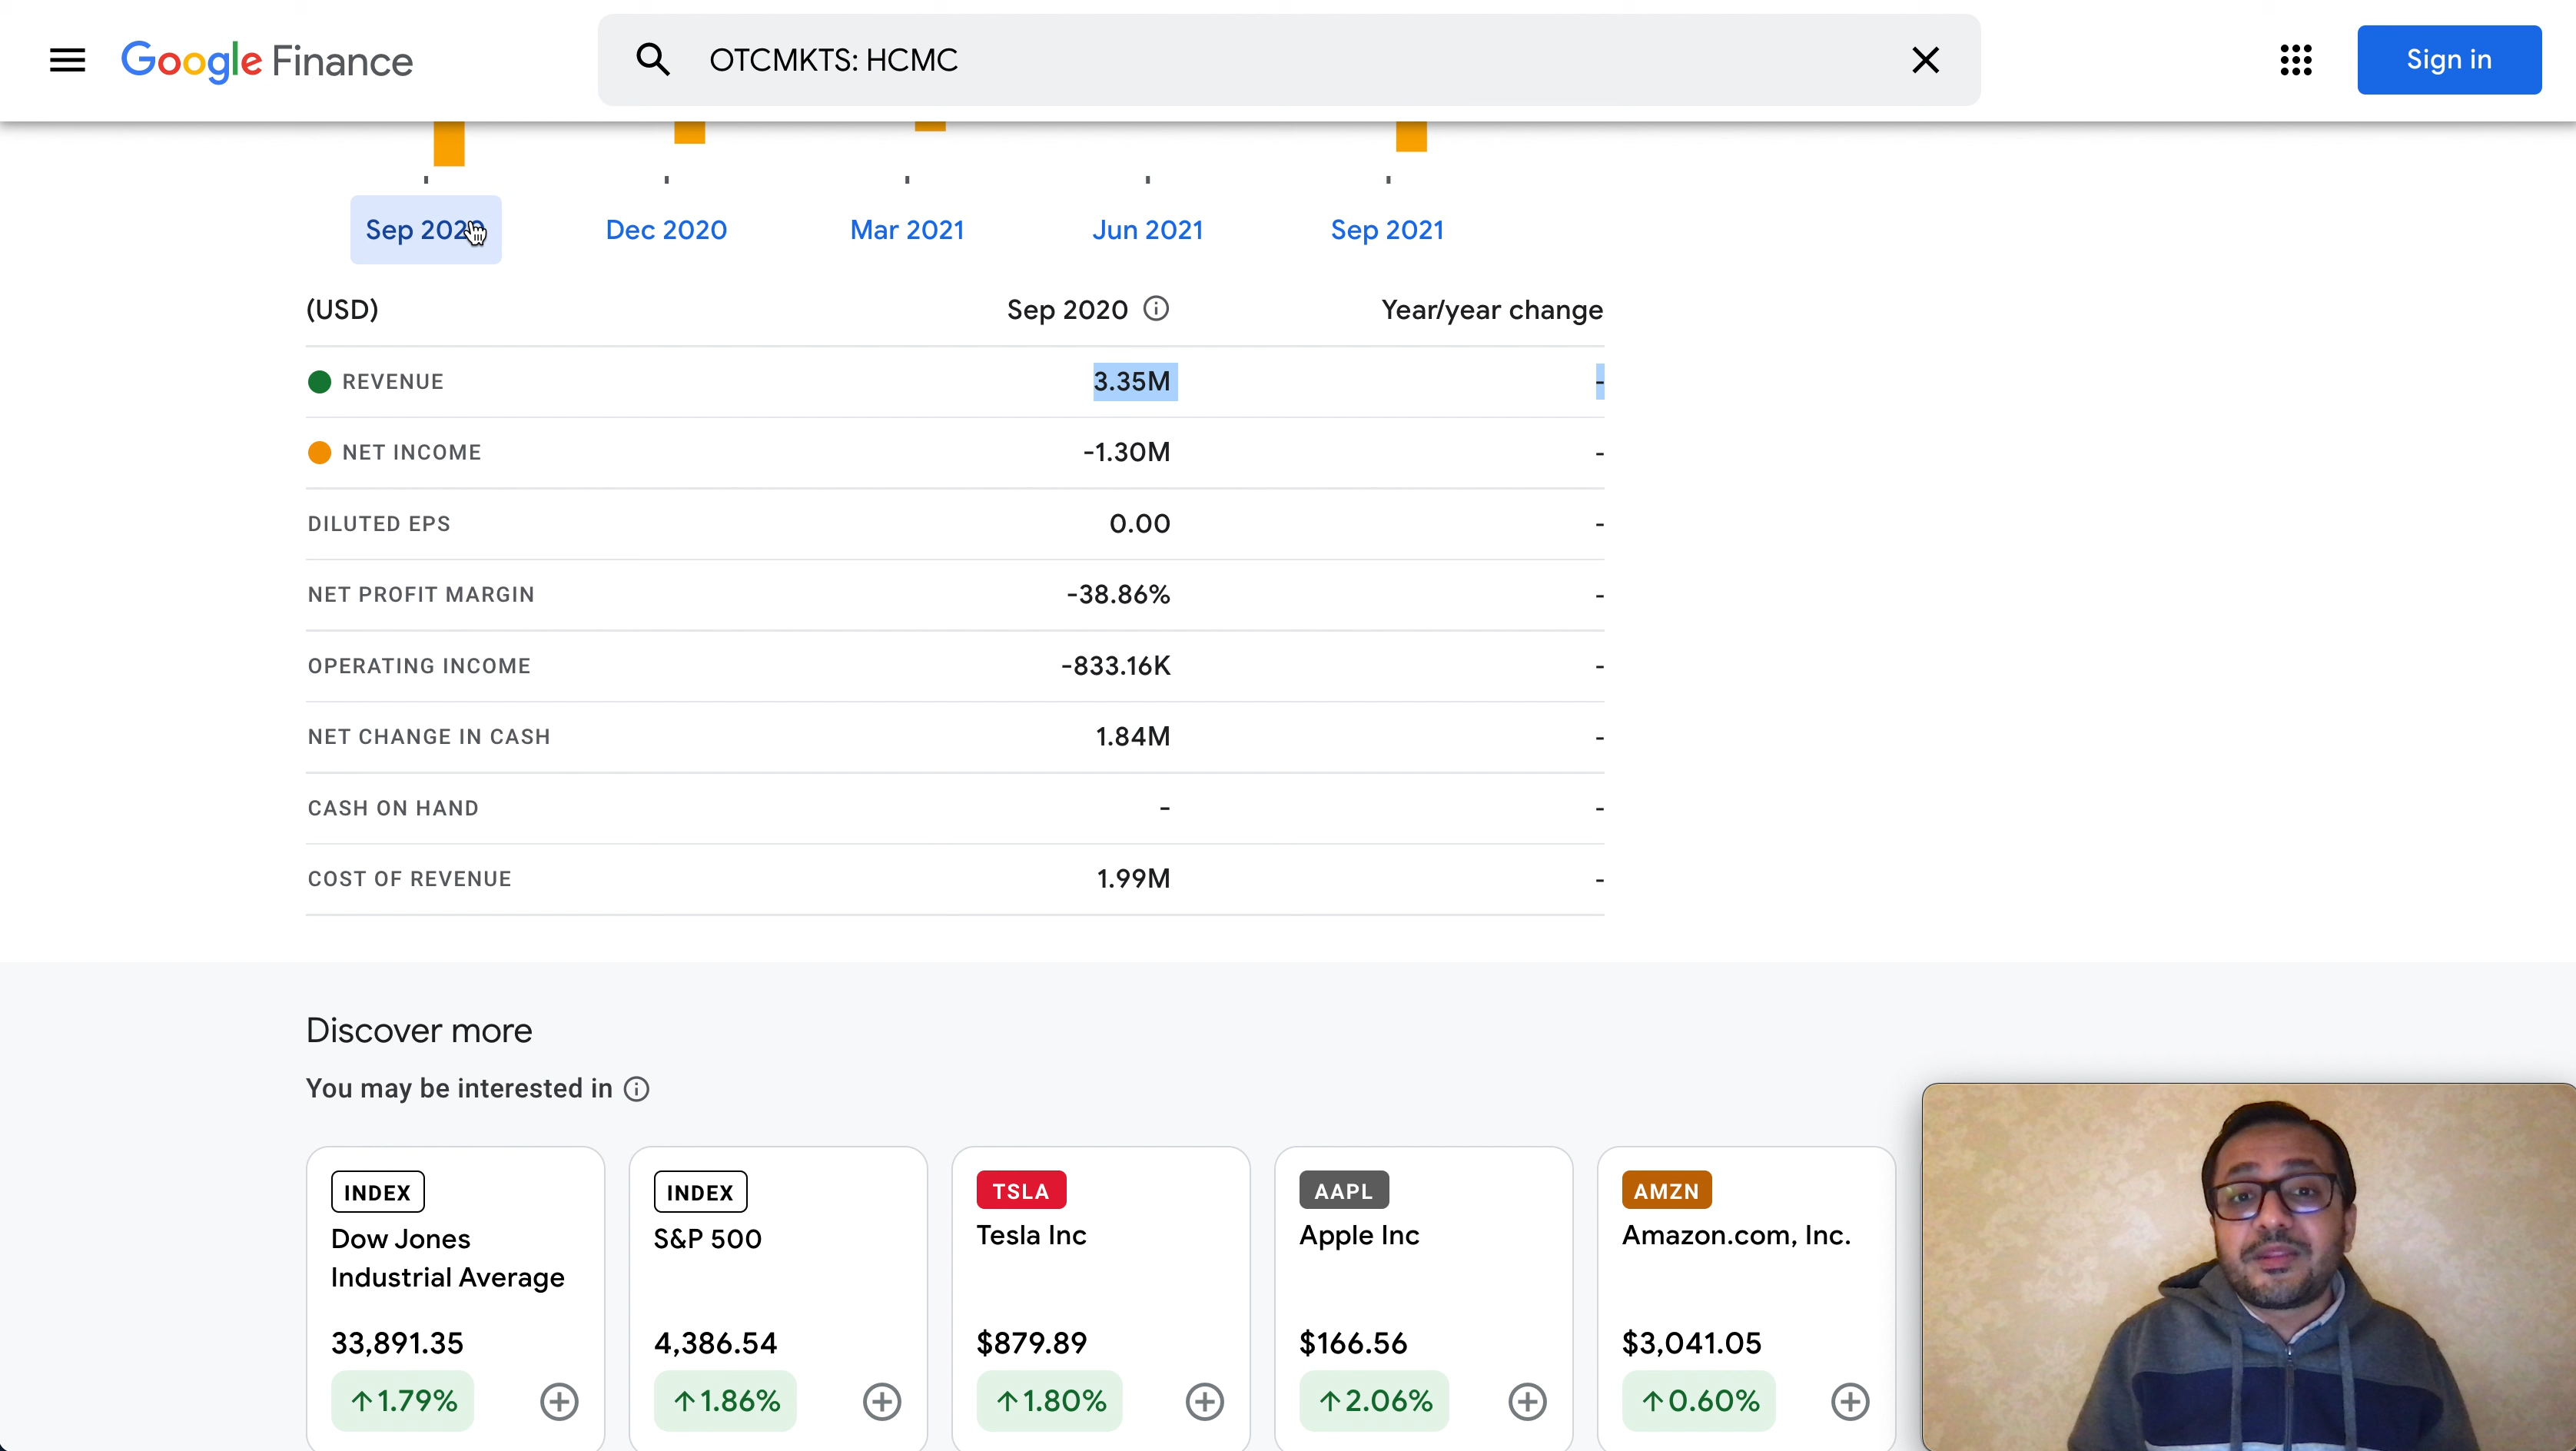 Google Finance
OTCMKTS: HCMC
Sign in
Sep 2020
Dec 2020
Mar 2021
Jun 2021
Sep 2021
(USD) Sep 2020 Year/year change
REVENUE 3.35M -
NET INCOME -1.30M -
DILUTED EPS 0.00 -
NET PROFIT MARGIN -38.86% -
OPERATING INCOME -833.16K -
NET CHANGE IN CASH 1.84M -
CASH ON HAND - -
COST OF REVENUE 1.99M -
Discover more
You may be interested in
INDEX
Dow Jones
Industrial Average
33,891.35
↑1.79%
INDEX
S&P 500
4,386.54
↑1.86%
TSLA
Tesla Inc
$879.89
↑1.80%
AAPL
Apple Inc
$166.56
↑2.06%
AMZN
Amazon.com, Inc.
$3,041.05
↑0.60%